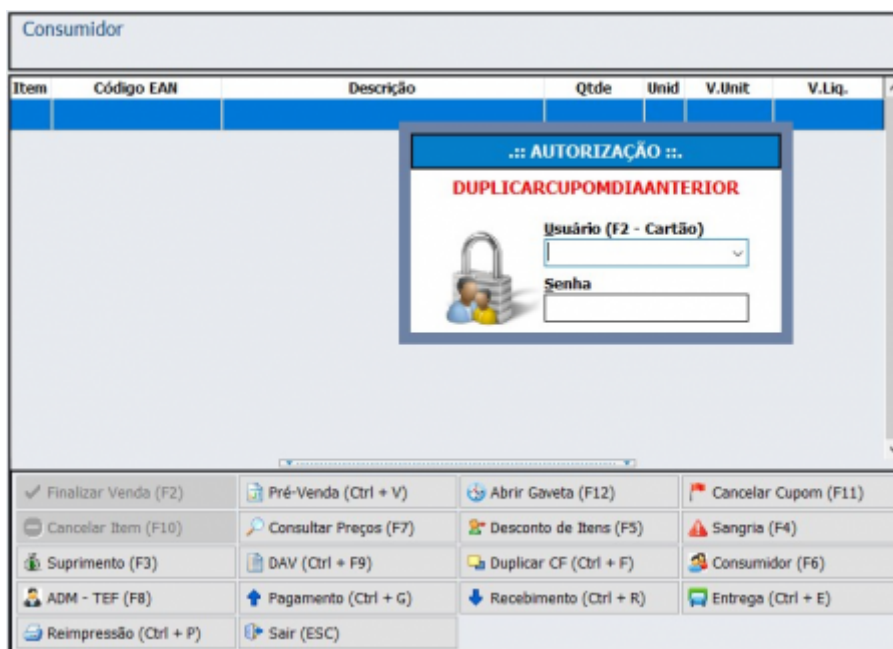 Consumidor
Item Código EAN Descrição Qtde Unid V.Unit V.Liq.
.:: AUTORIZAÇÃO ::.
DUPLICARCUPOMDIAANTERIOR
Usuário (F2 - Cartão)
Senha
Finalizar Venda (F2) Pré-Venda (Ctrl + V) Abrir Gaveta (F12) Cancelar Cupom (F11)
Cancelar Item (F10) Consultar Preços (F7) Desconto de Itens (F5) Sangria (F4)
Suprimento (F3) DAV (Ctrl + F9) Duplicar CF (Ctrl + F) Consumidor (F6)
ADM - TEF (F8) Pagamento (Ctrl + G) Recebimento (Ctrl + R) Entrega (Ctrl + E)
Reimpressão (Ctrl + P) Sair (ESC)